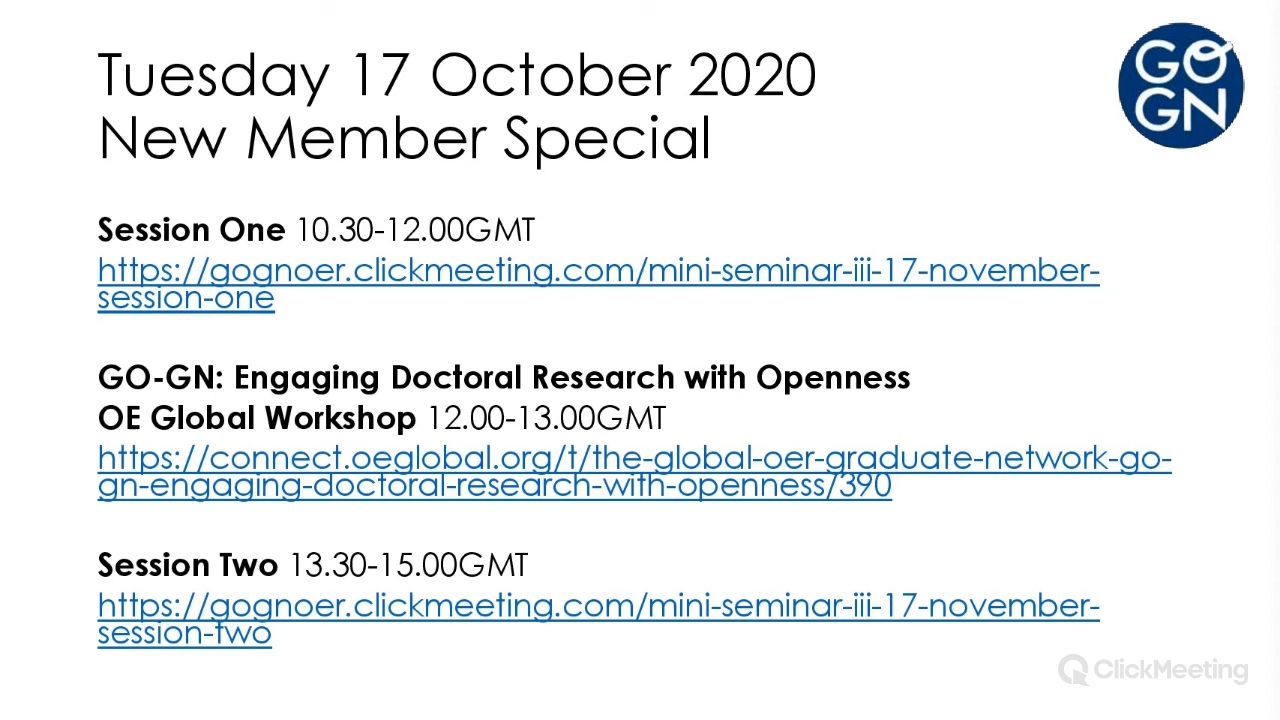 Tuesday 17 October 2020
New Member Special
GO
GN
Session One 10.30-12.00GMT
https://gognoer.clickmeeting.com/mini-seminar-iii-17-november-
session-one
GO-GN: Engaging Doctoral Research with Openness
OE Global Workshop 12.00-13.00GMT
https://connect.oeglobal.org/t/the-global-oer-graduate-network-go-
gn-engaging-doctoral-research-with-openness/390
Session Two 13.30-15.00GMT
https://gognoer.clickmeeting.com/mini-seminar-iii-17-november-
session-two
ClickMeeting